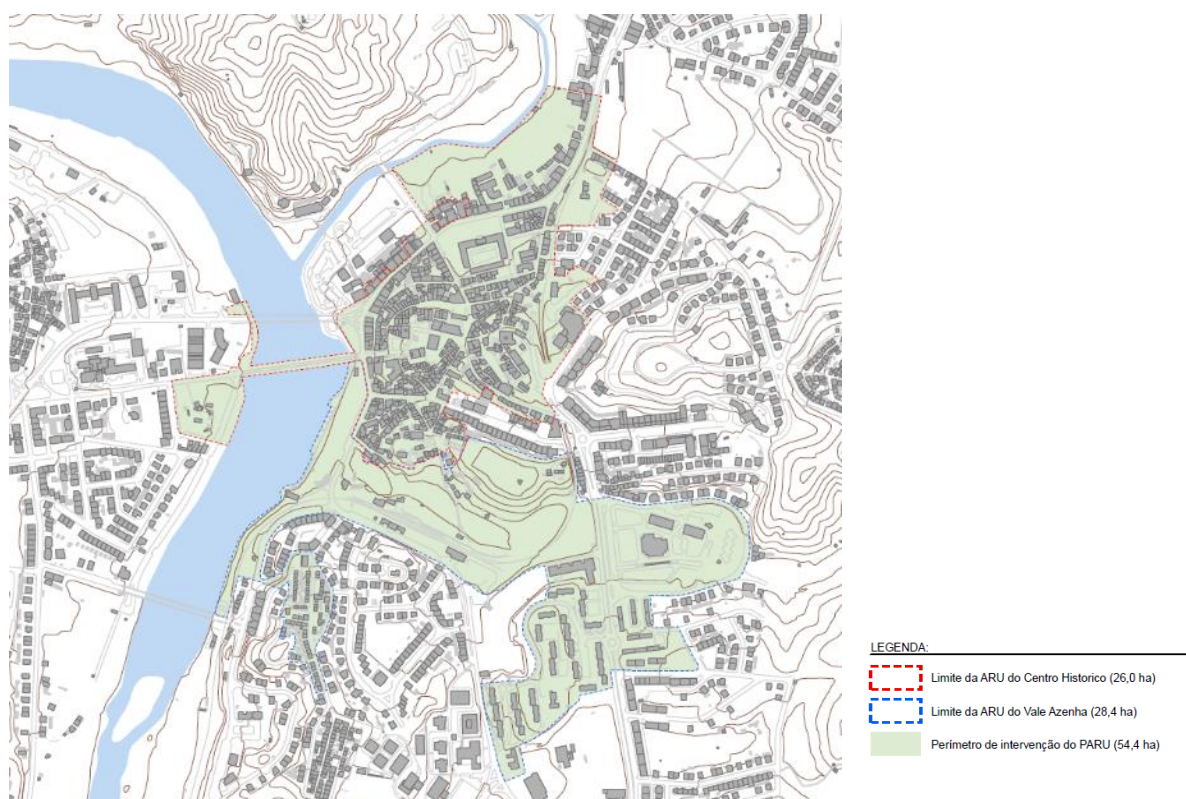 LEGENDA:
Limite da ARU do Centro Historico (26,0 ha)
Limite da ARU do Vale Azenha (28,4 ha)
Perímetro de intervenção do PARU (54,4 ha)